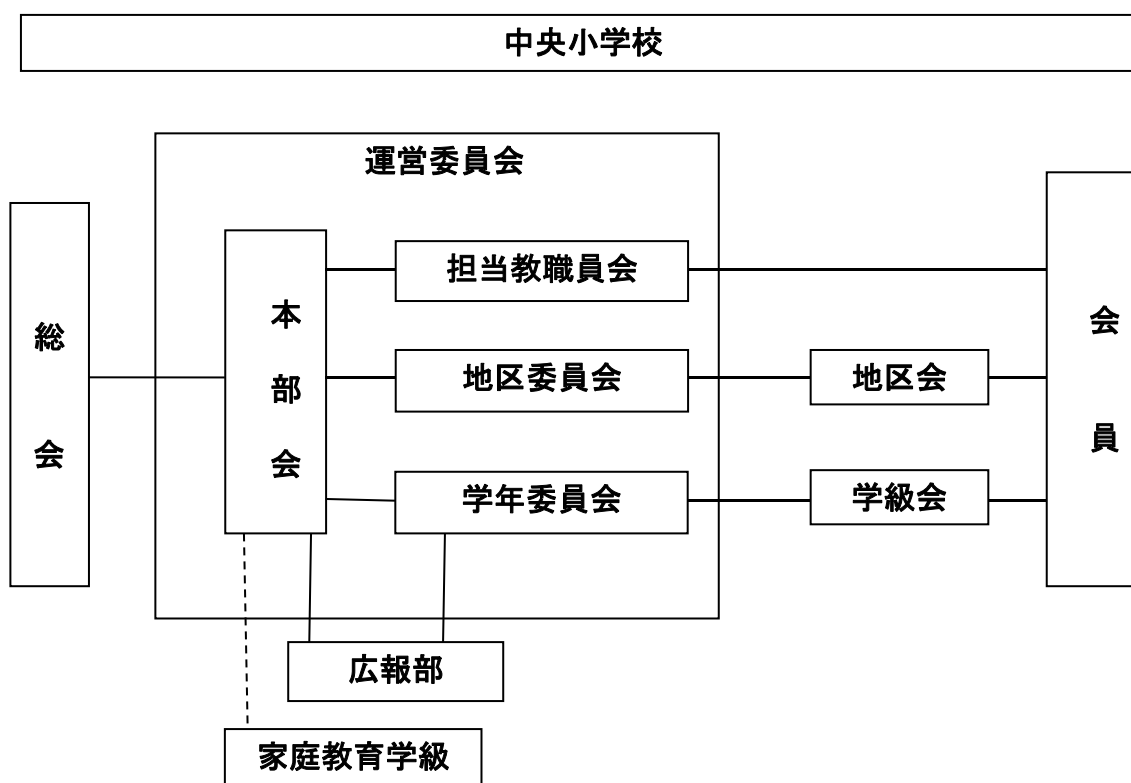 中央小学校
運営委員会
総会
本部会
担当教職員会
地区委員会
学年委員会
地区会
学級会
会員
広報部
家庭教育学級